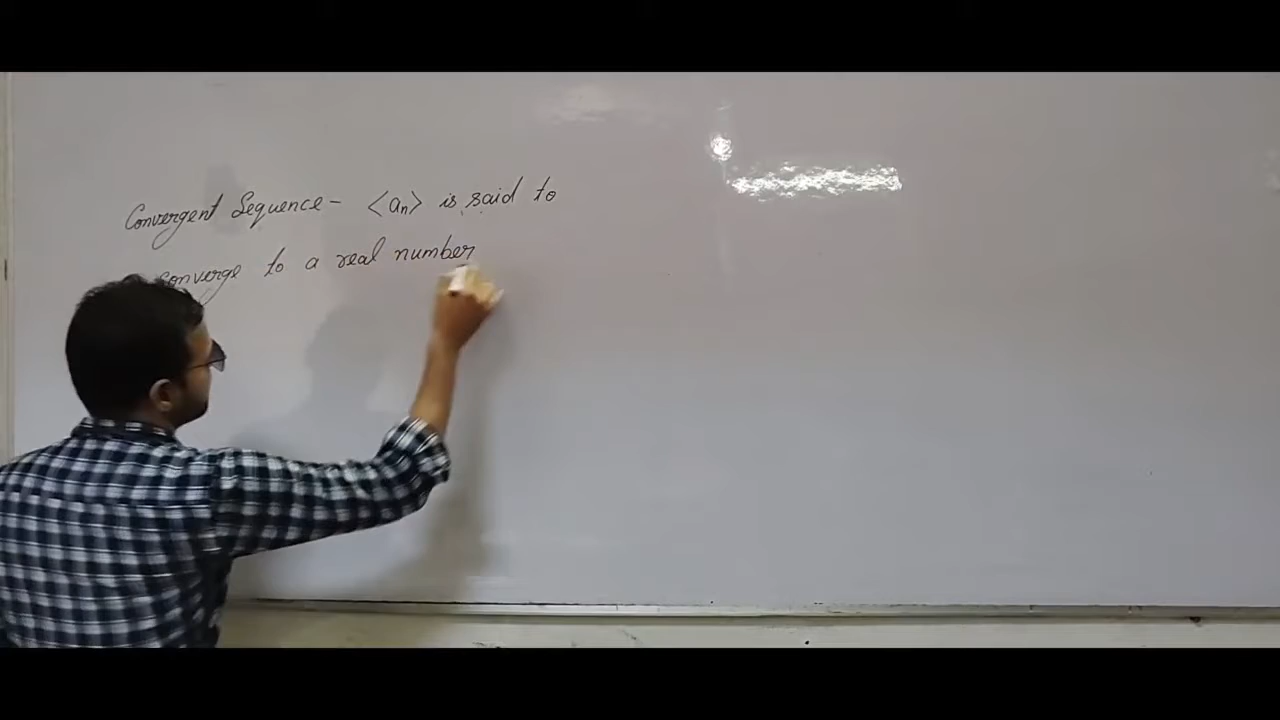 Convergent Sequence- <an> is said to
converge to a real number